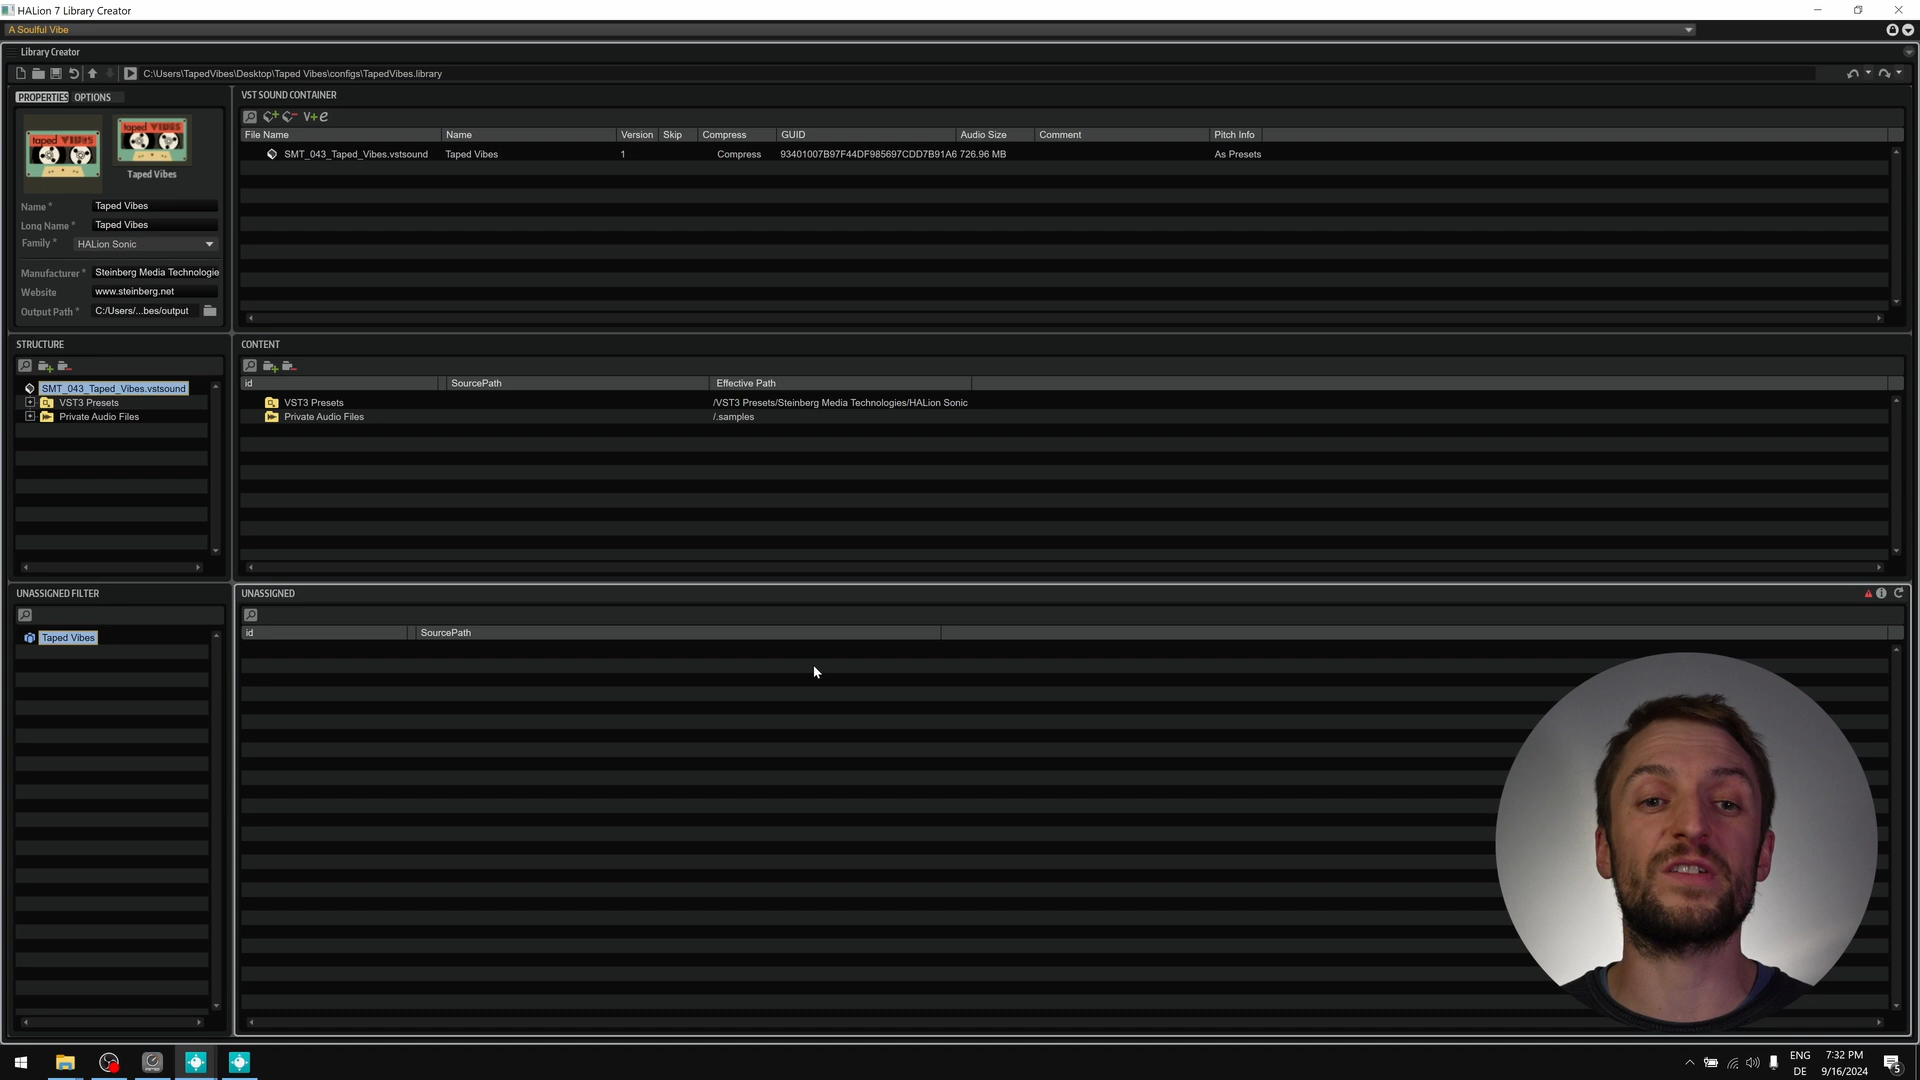 HALion 7 Library Creator
A Soulful Vibe
Library Creator
C:\Users\TapedVibes\Desktop\Taped Vibes\configs\TapedVibes.library
PROPERTIES OPTIONS
taped VIBES
taped VIBES
Taped Vibes
Name * Taped Vibes
Long Name * Taped Vibes
Family * HALion Sonic
Manufacturer * Steinberg Media Technologie
Website www.steinberg.net
Output Path * C:/Users/...bes/output
VST SOUND CONTAINER
V+
File Name Name Version Skip Compress GUID Audio Size Comment Pitch Info
SMT_043_Taped_Vibes.vstsound Taped Vibes 1 Compress 93401007B97F44DF985697CDD7B91A6 726.96 MB As Presets
STRUCTURE
SMT_043_Taped_Vibes.vstsound
VST3 Presets
Private Audio Files
CONTENT
id SourcePath Effective Path
VST3 Presets /VST3 Presets/Steinberg Media Technologies/HALion Sonic
Private Audio Files /.samples
UNASSIGNED FILTER
Taped Vibes
UNASSIGNED
id SourcePath
ENG 7:32 PM
DE 9/16/2024
5